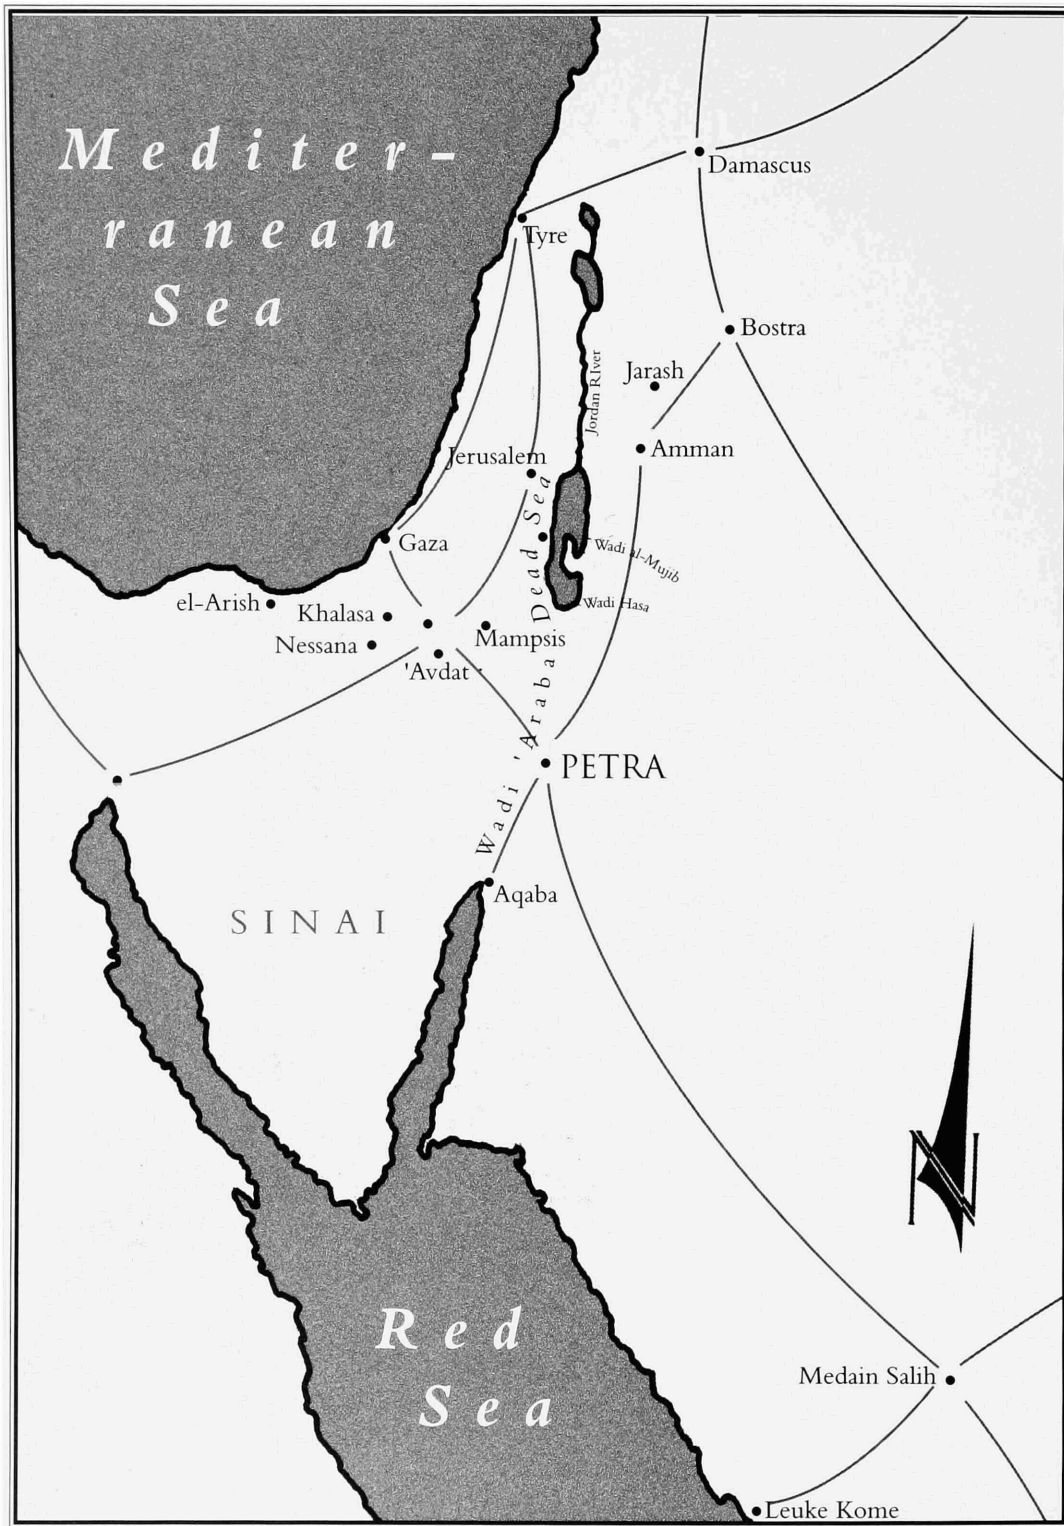 Mediter-
ranean
Sea
Damascus
Tyre
Bostra
Jarash
Jordan RIver
Amman
Jerusalem
Gaza
Dead Sea
Wadi al-Mujib
el-Arish
Khalasa
Wadi Hasa
Nessana
Mampsis
'Avdat
Wadi 'Araba
PETRA
Aqaba
SINAI
N
Red
Sea
Medain Salih
Leuke Kome